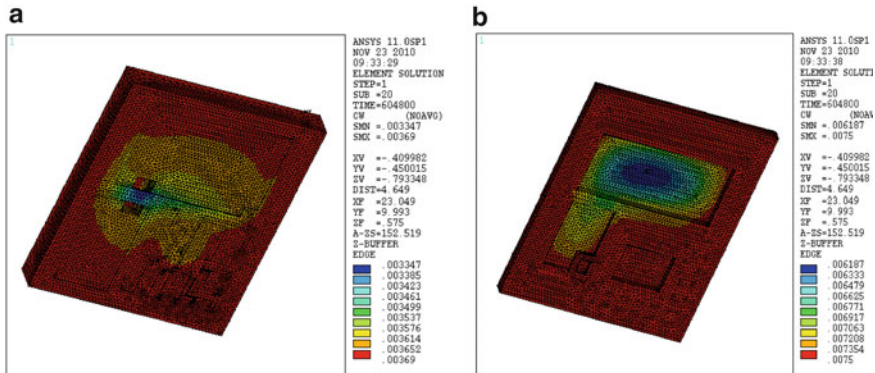 a
1
ANSYS 11.0SP1
NOV 23 2010
09:33:29
ELEMENT SOLUTION
STEP=1
SUB =20
TIME=604800
CW (NOAVG)
SMN =.003347
SMX =.00369
XV =-.409982
YV =-.450015
ZV =-.793348
DIST=4.649
XF =23.049
YF =9.993
ZF =.575
A-ZS=152.519
Z-BUFFER
EDGE
.003347
.003385
.003423
.003461
.003499
.003537
.003576
.003614
.003652
.00369
b
1
ANSYS 11.0SP1
NOV 23 2010
09:33:38
ELEMENT SOLUTI
STEP=1
SUB =20
TIME=604800
CW (NOAV
SMN =.006187
SMX =.0075
XV =-.409982
YV =-.450015
ZV =-.793348
DIST=4.649
XF =23.049
YF =9.993
ZF =.575
A-ZS=152.519
Z-BUFFER
EDGE
.006187
.006333
.006479
.006625
.006771
.006917
.007063
.007208
.007354
.0075